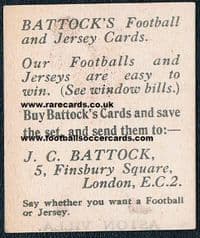 BATTOCK'S Football
and Jersey Cards.
Our Footballs and
Jerseys are easy to
win. (See window bills.)
www.rarecards.co.uk
Buy Battock's Cards and save
the set, and send them to:—
www.footballsoccercards.com
J. C. BATTOCK,
5, Finsbury Square,
London, E.C.2.
Say whether you want a Football
or Jersey.